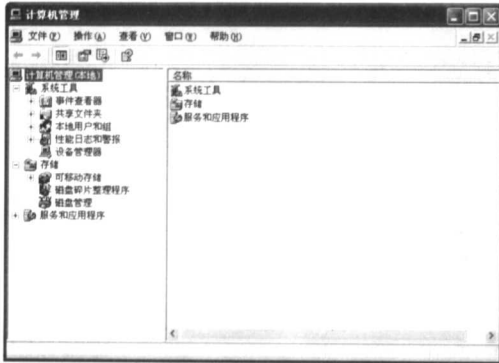 计算机管理
文件(F) 操作(A) 查看(V) 窗口(W) 帮助(H)
计算机管理(本地)
系统工具
事件查看器
共享文件夹
本地用户和组
性能日志和警报
设备管理器
存储
可移动存储
磁盘碎片整理程序
磁盘管理
服务和应用程序
名称
系统工具
存储
服务和应用程序